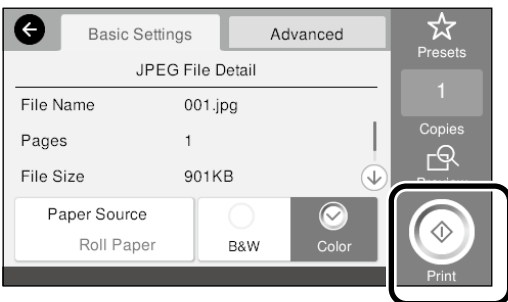 Basic Settings
Advanced
Presets
JPEG File Detail
1
File Name 001.jpg
Copies
Pages 1
Preview
File Size 901KB
Paper Source
Roll Paper
B&W
Color
Print